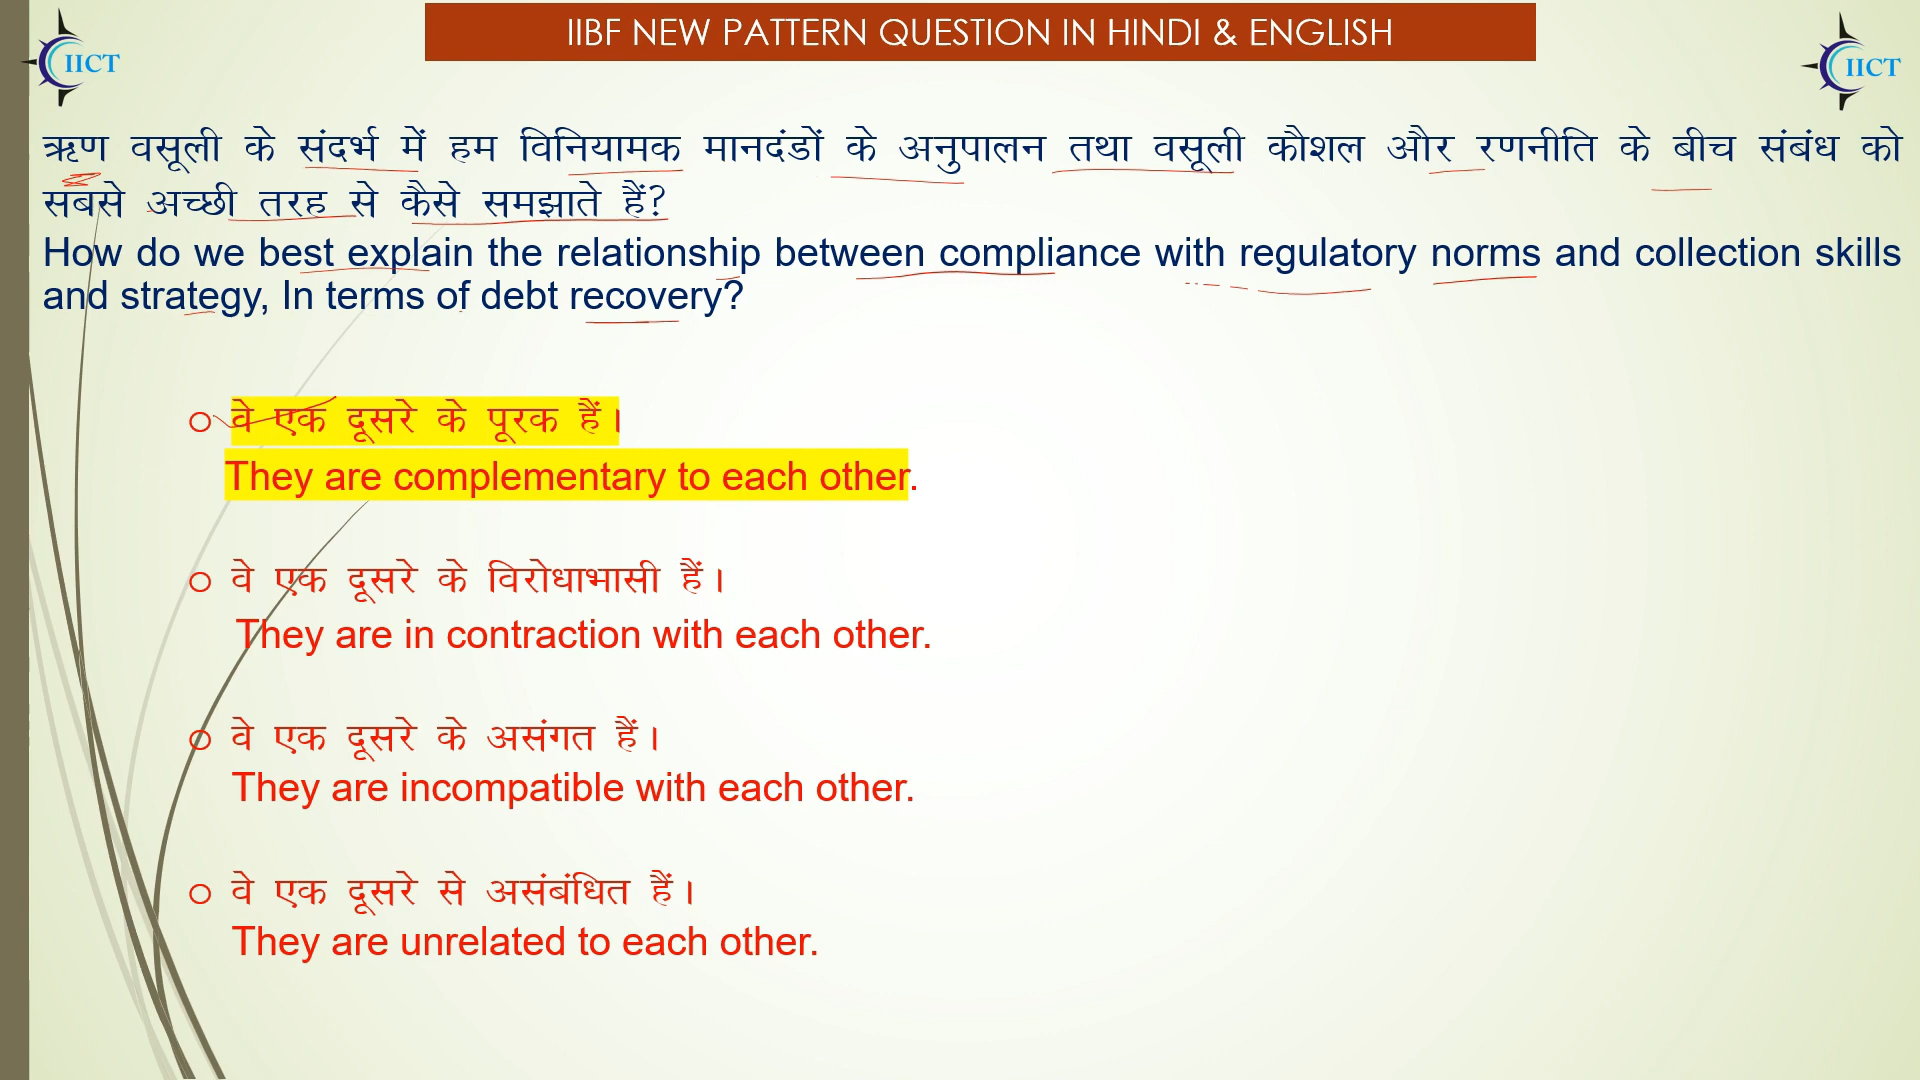 IICT
IIBF NEW PATTERN QUESTION IN HINDI & ENGLISH
IICT
ऋण वसूली के संदर्भ में हम विनियामक मानदंडों के अनुपालन तथा वसूली कौशल और रणनीति के बीच संबंध को
सबसे अच्छी तरह से कैसे समझाते हैं?
How do we best explain the relationship between compliance with regulatory norms and collection skills
and strategy, In terms of debt recovery?
वे एक दूसरे के पूरक हैं।
They are complementary to each other.
वे एक दूसरे के विरोधाभासी हैं।
They are in contraction with each other.
वे एक दूसरे के असंगत हैं।
They are incompatible with each other.
वे एक दूसरे से असंबंधित हैं।
They are unrelated to each other.